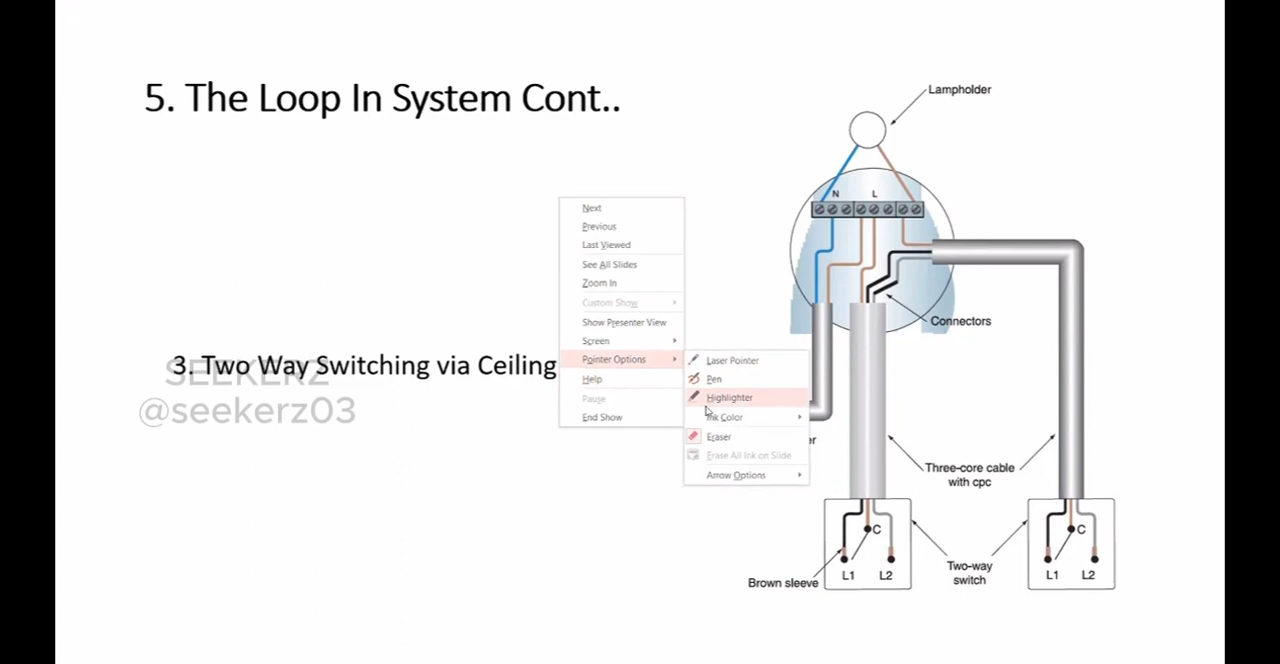 5. The Loop In System Cont..
Lampholder
N L
Next
Previous
Last Viewed
See All Slides
Zoom In
Custom Show
Show Presenter View
Screen
Pointer Options
Help
Pause
End Show
Laser Pointer
Pen
Highlighter
Ink Color
Eraser
Erase All Ink on Slide
Arrow Options
Connectors
3. Two Way Switching via Ceiling
SEEKERZ
@seekerz03
Three-core cable
with cpc
C
L1 L2
Two-way
switch
C
L1 L2
Brown sleeve